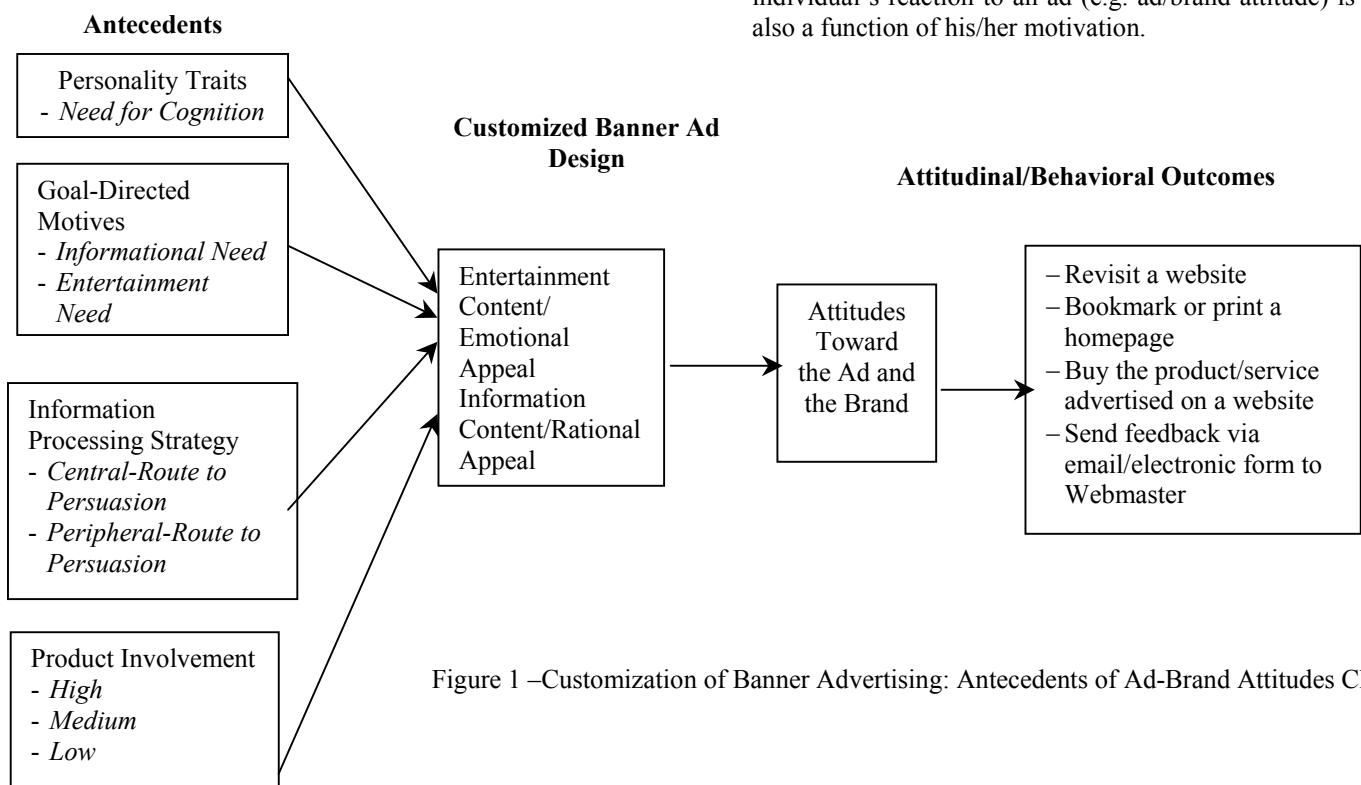 individual's reaction to an ad (e.g. ad/brand attitude) is
also a function of his/her motivation.
Antecedents
Personality Traits
- Need for Cognition
Goal-Directed
Motives
- Informational Need
- Entertainment
Need
Information
Processing Strategy
- Central-Route to
Persuasion
- Peripheral-Route to
Persuasion
Product Involvement
- High
- Medium
- Low
Customized Banner Ad
Design
Entertainment
Content/
Emotional
Appeal
Information
Content/Rational
Appeal
Attitudes
Toward
the Ad and
the Brand
Attitudinal/Behavioral Outcomes
– Revisit a website
– Bookmark or print a
homepage
– Buy the product/service
advertised on a website
– Send feedback via
email/electronic form to
Webmaster
Figure 1 –Customization of Banner Advertising: Antecedents of Ad-Brand Attitudes